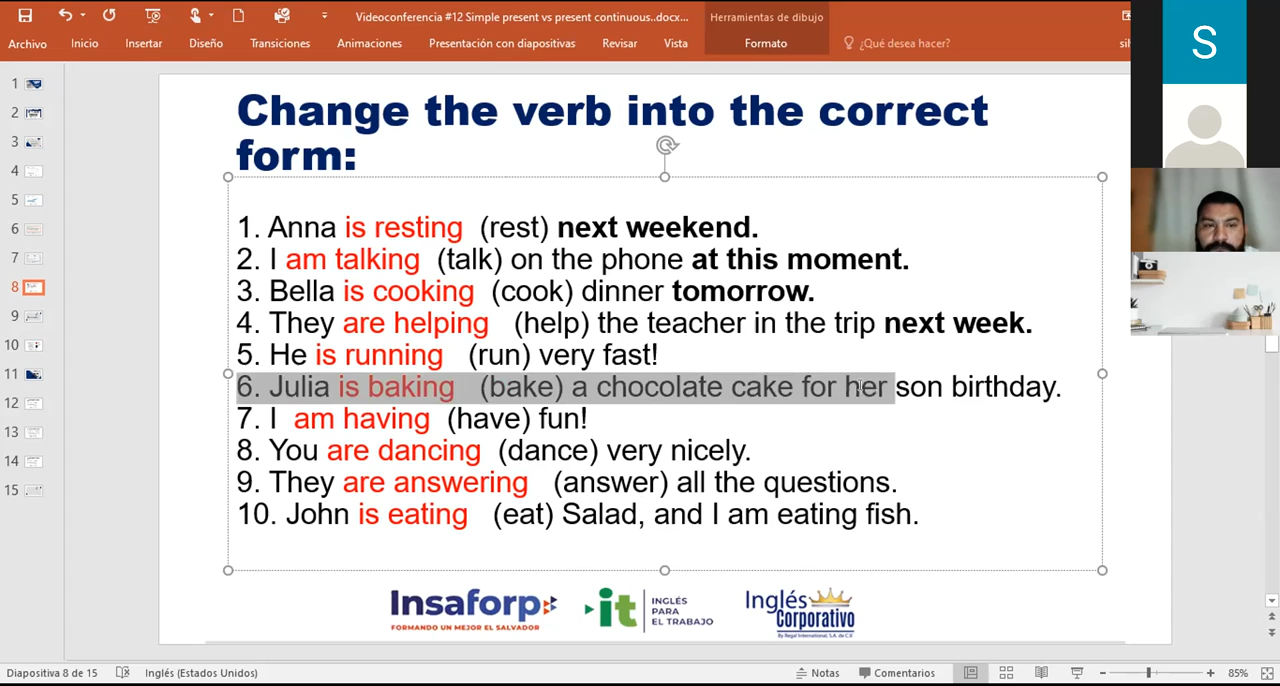 Videoconferencia #12 Simple present vs present continuous..docx...
Herramientas de dibujo
Archivo
Inicio
Insertar
Diseño
Transiciones
Animaciones
Presentación con diapositivas
Revisar
Vista
Formato
¿Qué desea hacer?
sil
S
1
2
3
4
5
6
7
8
9
10
11
12
13
14
15
Change the verb into the correct
form:
1. Anna is resting (rest) next weekend.
2. I am talking (talk) on the phone at this moment.
3. Bella is cooking (cook) dinner tomorrow.
4. They are helping (help) the teacher in the trip next week.
5. He is running (run) very fast!
6. Julia is baking (bake) a chocolate cake for her son birthday.
7. I am having (have) fun!
8. You are dancing (dance) very nicely.
9. They are answering (answer) all the questions.
10. John is eating (eat) Salad, and I am eating fish.
Insaforp
FORMANDO UN MEJOR EL SALVADOR
it
INGLÉS
PARA
EL TRABAJO
Inglés
Corporativo
By Regal International, S.A. de C.V.
Diapositiva 8 de 15
Inglés (Estados Unidos)
Notas
Comentarios
85%